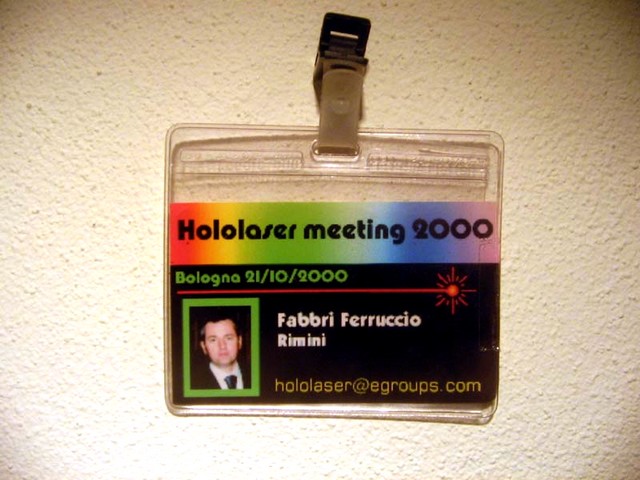 Hololaser meeting 2000
Bologna 21/10/2000
Fabbri Ferruccio
Rimini
hololaser@egroups.com